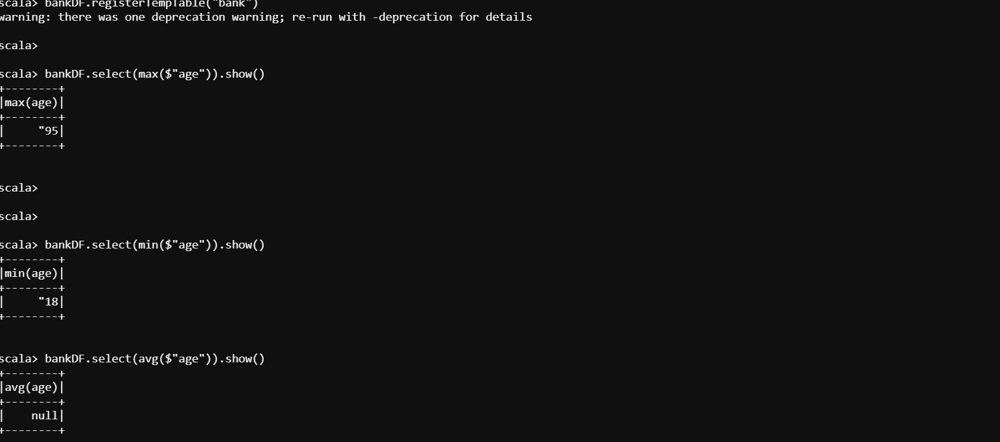 scala> bankDF.registerTempTable("bank")
warning: there was one deprecation warning; re-run with -deprecation for details
scala>
scala> bankDF.select(max($"age")).show()
+--------+
|max(age)|
+--------+
|     "95|
+--------+
scala>
scala>
scala> bankDF.select(min($"age")).show()
+--------+
|min(age)|
+--------+
|     "18|
+--------+
scala> bankDF.select(avg($"age")).show()
+--------+
|avg(age)|
+--------+
|    null|
+--------+